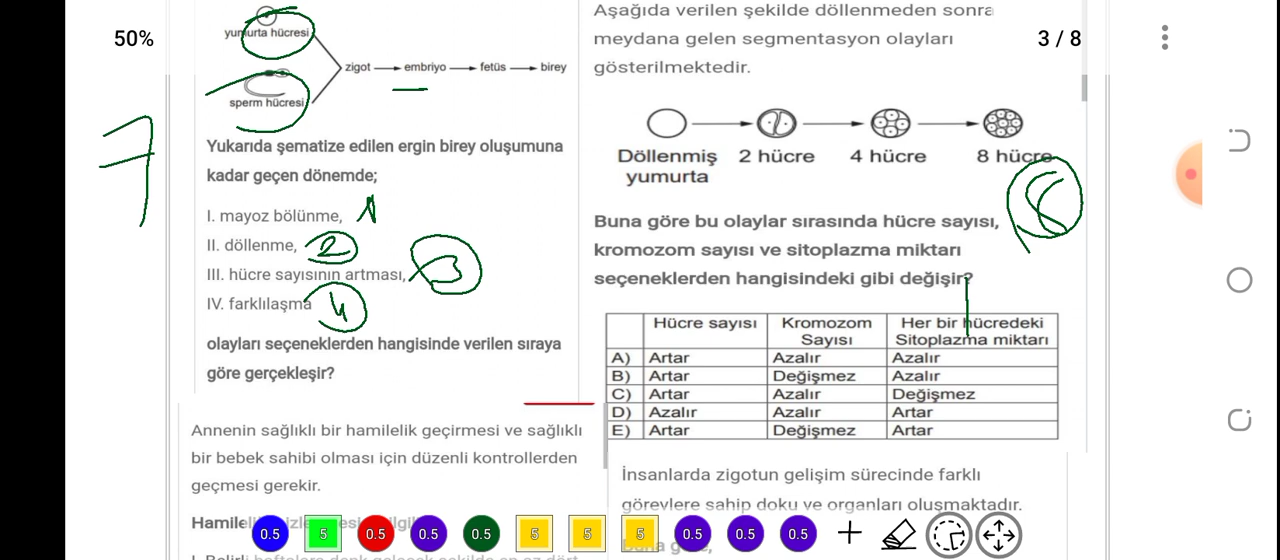 50%
3 / 8
yumurta hücresi
zigot embriyo fetüs birey
sperm hücresi
7
Yukarıda şematize edilen ergin birey oluşumuna
kadar geçen dönemde;
I. mayoz bölünme, 1
II. döllenme, 2
III. hücre sayısının artması, 3
IV. farklılaşma 4
olayları seçeneklerden hangisinde verilen sıraya
göre gerçekleşir?
Annenin sağlıklı bir hamilelik geçirmesi ve sağlıklı
bir bebek sahibi olması için düzenli kontrollerden
geçmesi gerekir.
Aşağıda verilen şekilde döllenmeden sonra
meydana gelen segmentasyon olayları
gösterilmektedir.
Döllenmiş 2 hücre 4 hücre 8 hücre
yumurta
8
Buna göre bu olaylar sırasında hücre sayısı,
kromozom sayısı ve sitoplazma miktarı
seçeneklerden hangisindeki gibi değişir?
Hücre sayısı Kromozom Her bir hücredeki
Sayısı Sitoplazma miktarı
A) Artar Azalır Azalır
B) Artar Değişmez Azalır
C) Artar Azalır Değişmez
D) Azalır Azalır Artar
E) Artar Değişmez Artar
İnsanlarda zigotun gelişim sürecinde farklı
görevlere sahip doku ve organları oluşmaktadır.
0.5 5 0.5 0.5 0.5 5 5 5 0.5 0.5 0.5